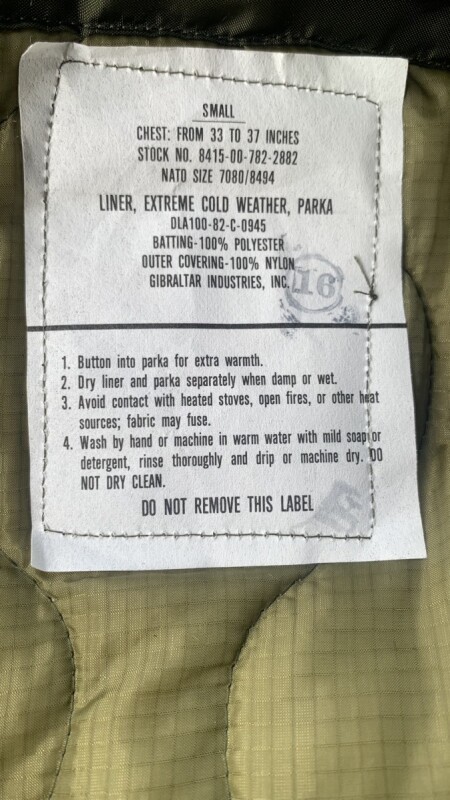 SMALL
CHEST: FROM 33 TO 37 INCHES
STOCK NO. 8415-00-782-2882
NATO SIZE 7080/8494
LINER, EXTREME COLD WEATHER, PARKA
DLA100-82-C-0945
BATTING-100% POLYESTER
OUTER COVERING-100% NYLON
GIBRALTAR INDUSTRIES, INC.
16
1. Button into parka for extra warmth.
2. Dry liner and parka separately when damp or wet.
3. Avoid contact with heated stoves, open fires, or other heat
sources; fabric may fuse.
4. Wash by hand or machine in warm water with mild soap or
detergent, rinse thoroughly and drip or machine dry. DO
NOT DRY CLEAN.
DO NOT REMOVE THIS LABEL